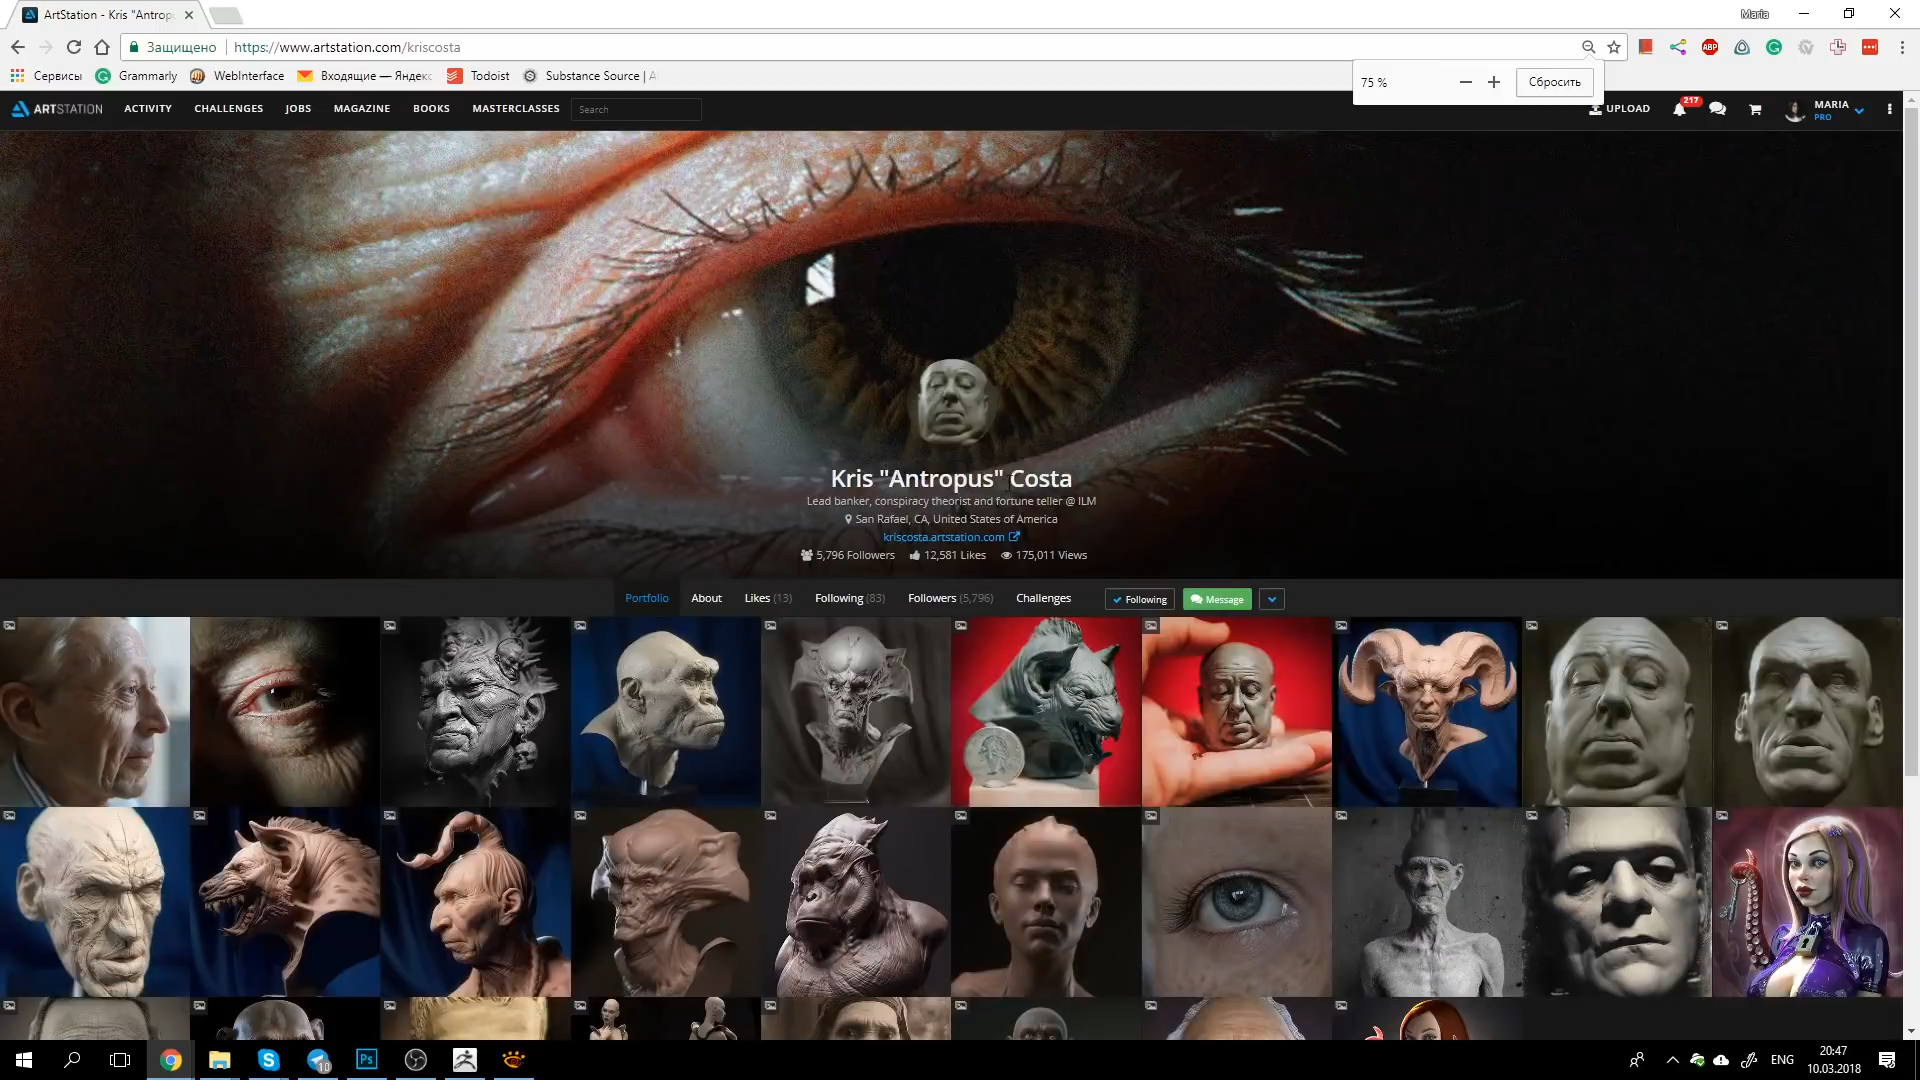 ArtStation - Kris "Antrop
Maria
Защищено
https://www.artstation.com/kriscosta
ABP
Сервисы
Grammarly
WebInterface
Входящие — Яндекс
Todoist
Substance Source | A
75 %
Сбросить
ARTSTATION
ACTIVITY
CHALLENGES
JOBS
MAGAZINE
BOOKS
MASTERCLASSES
Search
UPLOAD
217
MARIA
PRO
Kris "Antropus" Costa
Lead banker, conspiracy theorist and fortune teller @ ILM
San Rafael, CA, United States of America
kriscosta.artstation.com
5,796 Followers 12,581 Likes 175,011 Views
Portfolio
About
Likes (13)
Following (83)
Followers (5,796)
Challenges
Following
Message
Ps
10
ENG
20:47
10.03.2018